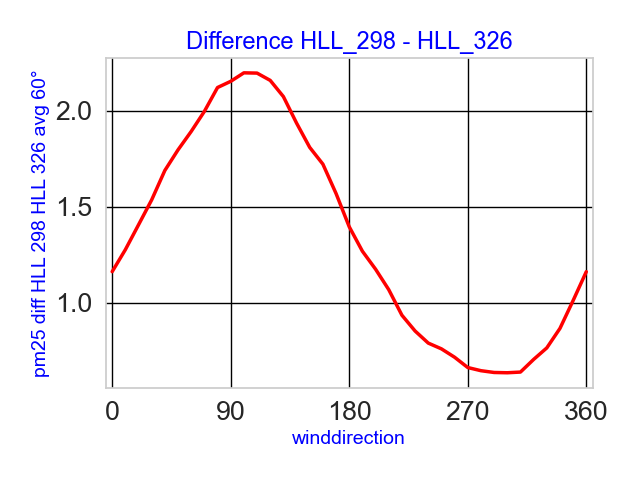 Difference HLL_298 - HLL_326
pm25 diff HLL 298 HLL 326 avg 60°
2.0
1.5
1.0
0 90 180 270 360
winddirection